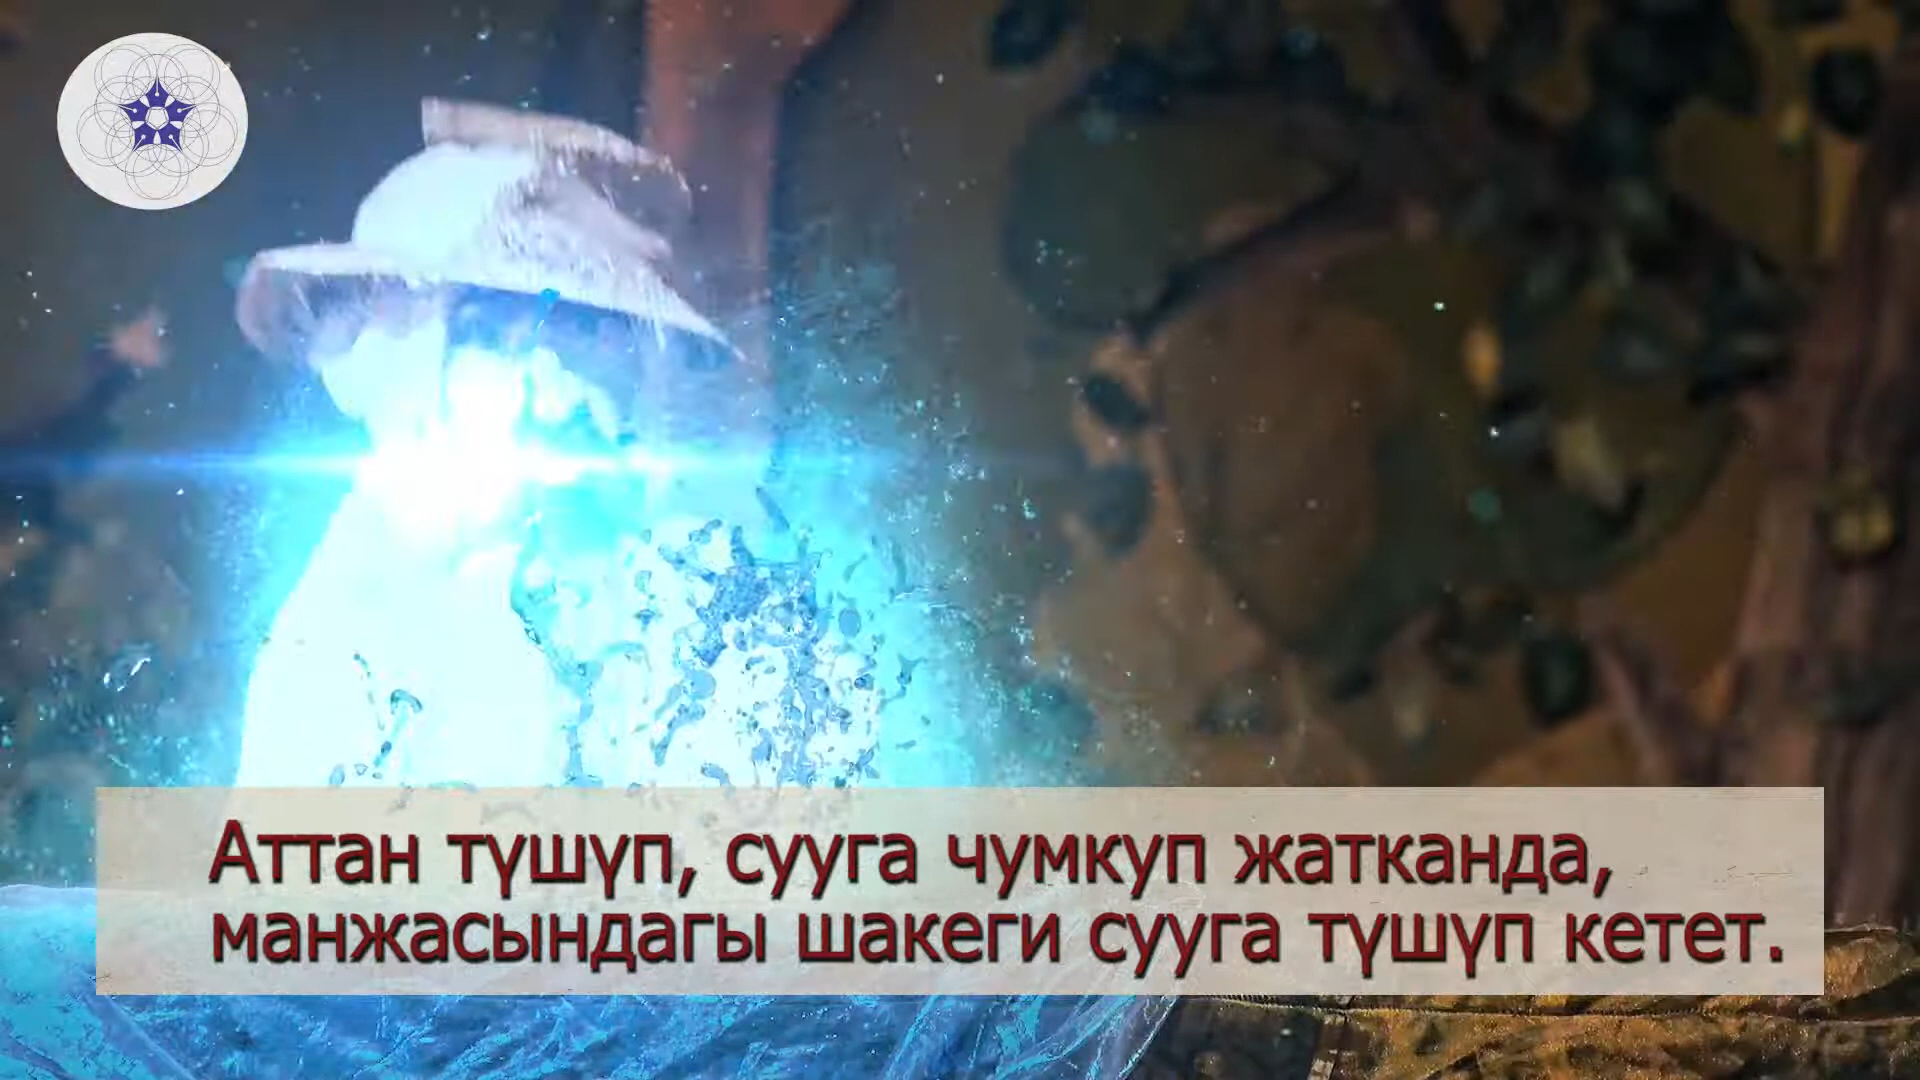 Аттан түшүп, сууга чумкуп жатканда,
манжасындагы шакеги сууга түшүп кетет.